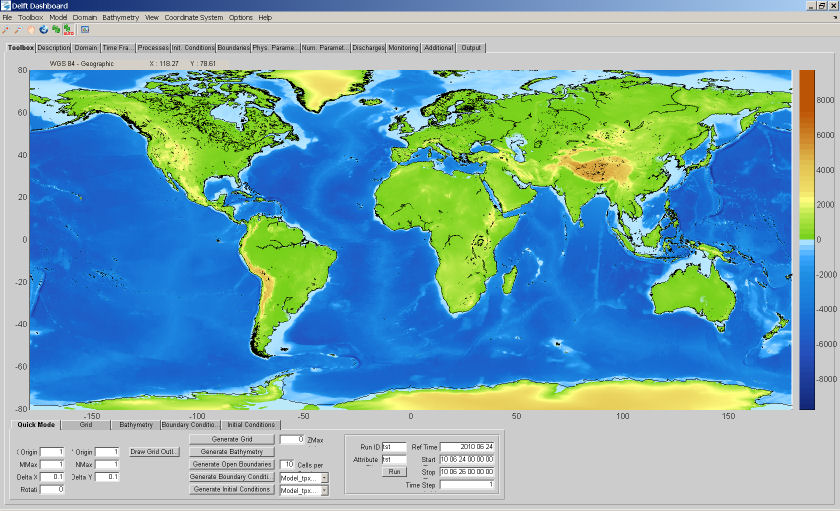 Delft Dashboard
File Toolbox Model Domain Bathymetry View Coordinate System Options Help
Toolbox Description Domain Time Fra... Processes Init. Conditions Boundaries Phys. Parame... Num. Paramet... Discharges Monitoring Additional Output
WGS 84 - Geographic X : 118.27 Y : 78.61
80
60
40
20
0
-20
-40
-60
-80
-150 -100 -50 0 50 100 150
8000
6000
4000
2000
0
-2000
-4000
-6000
-8000
Quick Mode Grid Bathymetry Boundary Conditio... Initial Conditions
Generate Grid 0 ZMax
Origin 1 Origin 1 Draw Grid Outl... Generate Bathymetry
MMax 1 NMax 1 Generate Open Boundaries 10 Cells per
Delta X 0.1 Delta Y 0.1 Generate Boundary Conditi... Model_tpx...
Rotati 0 Generate Initial Conditions Model_tpx...
Run ID tst Ref Time 2010 06 24
Attribute tst Start 10 06 24 00 00 00
Run Stop 10 06 26 00 00 00
Time Step 1